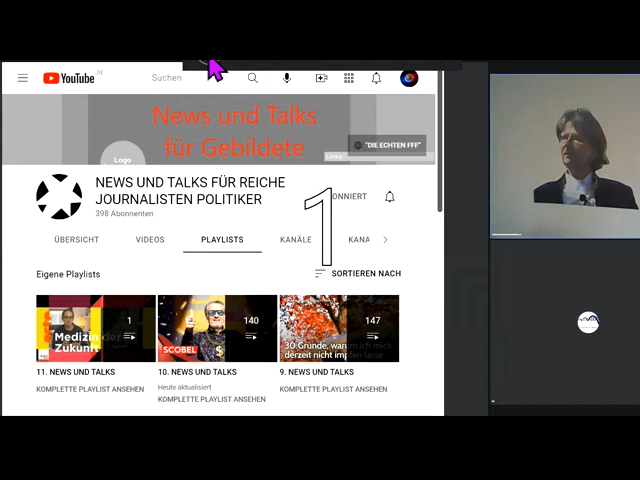 YouTube DE
Suchen
News und Talks
für Gebildete
Logo
Links
"DIE ECHTEN FFF"
NEWS UND TALKS FÜR REICHE
JOURNALISTEN POLITIKER
398 Abonnenten
ONNIERT
1
ÜBERSICHT VIDEOS PLAYLISTS KANÄLE KANA
Eigene Playlists
SORTIEREN NACH
1
Medizin der
Zukunft
140
SCOBEL
147
30 Gründe, warum ich mich
derzeit nicht impfen lasse
11. NEWS UND TALKS
KOMPLETTE PLAYLIST ANSEHEN
10. NEWS UND TALKS
Heute aktualisiert
KOMPLETTE PLAYLIST ANSEHEN
9. NEWS UND TALKS
KOMPLETTE PLAYLIST ANSEHEN